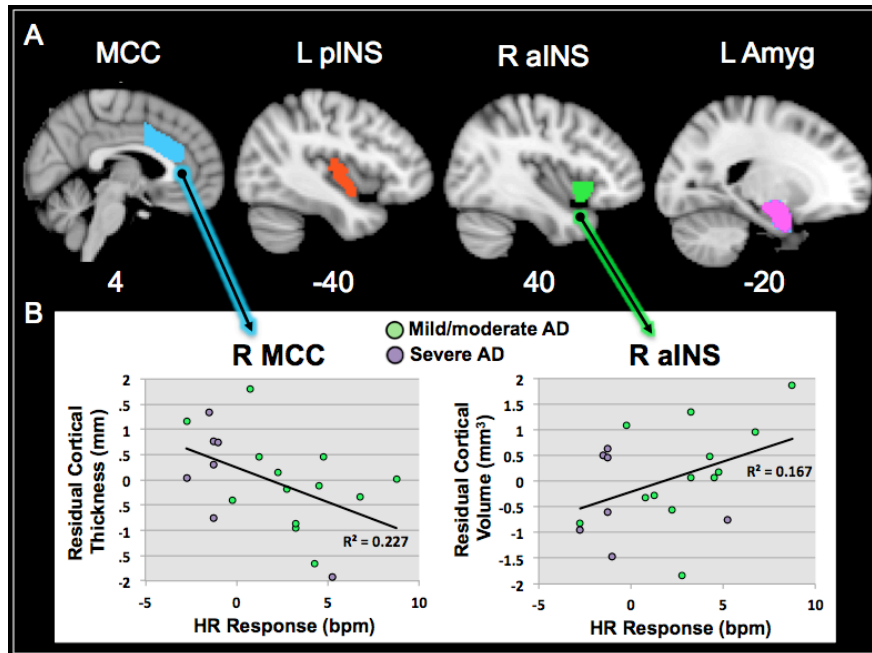 A
MCC L pINS R aINS L Amyg
4 -40 40 -20
B
Mild/moderate AD
Severe AD
R MCC
Residual Cortical
Thickness (mm)
2
.5
1
.5
0
.5
-1
.5
-2
R² = 0.227
-5 0 5 10
HR Response (bpm)
R aINS
Residual Cortical
Volume (mm³)
2
1.5
1
0.5
0
-0.5
-1
-1.5
-2
R² = 0.167
-5 0 5 10
HR Response (bpm)